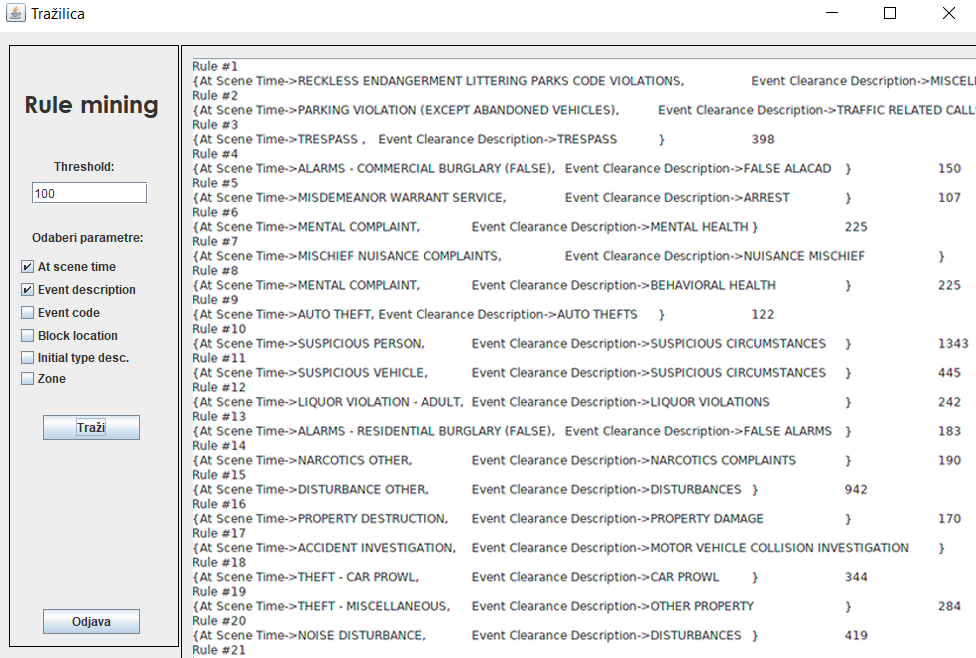 Tražilica
Rule mining
Threshold:
100
Odaberi parametre:
At scene time
Event description
Event code
Block location
Initial type desc.
Zone
Traži
Odjava
Rule #1
{At Scene Time->RECKLESS ENDANGERMENT LITTERING PARKS CODE VIOLATIONS, Event Clearance Description->MISCEL
Rule #2
{At Scene Time->PARKING VIOLATION (EXCEPT ABANDONED VEHICLES), Event Clearance Description->TRAFFIC RELATED CALL
Rule #3
{At Scene Time->TRESPASS , Event Clearance Description->TRESPASS } 398
Rule #4
{At Scene Time->ALARMS - COMMERCIAL BURGLARY (FALSE), Event Clearance Description->FALSE ALACAD } 150
Rule #5
{At Scene Time->MISDEMEANOR WARRANT SERVICE, Event Clearance Description->ARREST } 107
Rule #6
{At Scene Time->MENTAL COMPLAINT, Event Clearance Description->MENTAL HEALTH } 225
Rule #7
{At Scene Time->MISCHIEF NUISANCE COMPLAINTS, Event Clearance Description->NUISANCE MISCHIEF }
Rule #8
{At Scene Time->MENTAL COMPLAINT, Event Clearance Description->BEHAVIORAL HEALTH } 225
Rule #9
{At Scene Time->AUTO THEFT, Event Clearance Description->AUTO THEFTS } 122
Rule #10
{At Scene Time->SUSPICIOUS PERSON, Event Clearance Description->SUSPICIOUS CIRCUMSTANCES } 1343
Rule #11
{At Scene Time->SUSPICIOUS VEHICLE, Event Clearance Description->SUSPICIOUS CIRCUMSTANCES } 445
Rule #12
{At Scene Time->LIQUOR VIOLATION - ADULT, Event Clearance Description->LIQUOR VIOLATIONS } 242
Rule #13
{At Scene Time->ALARMS - RESIDENTIAL BURGLARY (FALSE), Event Clearance Description->FALSE ALARMS } 183
Rule #14
{At Scene Time->NARCOTICS OTHER, Event Clearance Description->NARCOTICS COMPLAINTS } 190
Rule #15
{At Scene Time->DISTURBANCE OTHER, Event Clearance Description->DISTURBANCES } 942
Rule #16
{At Scene Time->PROPERTY DESTRUCTION, Event Clearance Description->PROPERTY DAMAGE } 170
Rule #17
{At Scene Time->ACCIDENT INVESTIGATION, Event Clearance Description->MOTOR VEHICLE COLLISION INVESTIGATION }
Rule #18
{At Scene Time->THEFT - CAR PROWL, Event Clearance Description->CAR PROWL } 344
Rule #19
{At Scene Time->THEFT - MISCELLANEOUS, Event Clearance Description->OTHER PROPERTY } 284
Rule #20
{At Scene Time->NOISE DISTURBANCE, Event Clearance Description->DISTURBANCES } 419
Rule #21